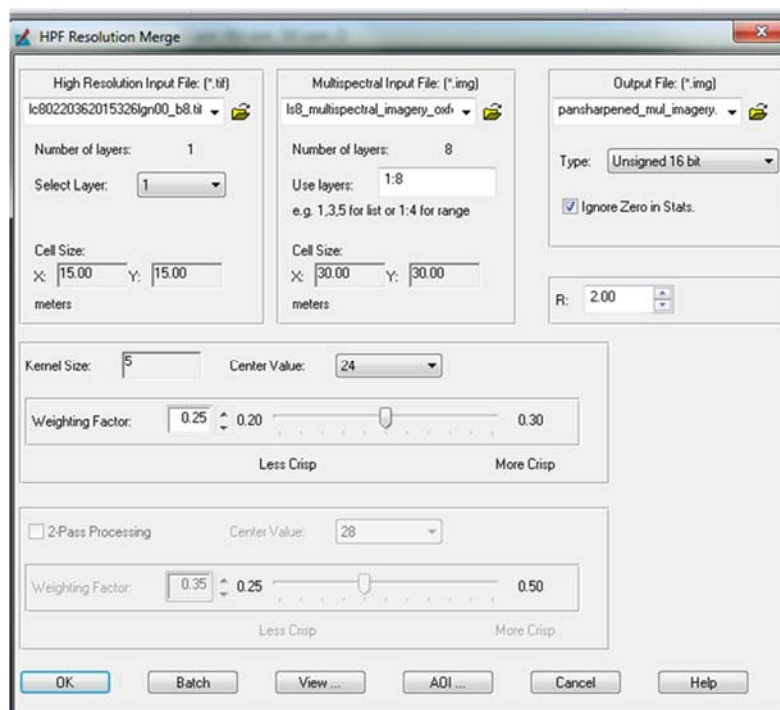 HPF Resolution Merge
High Resolution Input File: (*.tif)
lc80220362015326lgn00_b8.tif
Number of layers: 1
Select Layer: 1
Cell Size:
X: 15.00 Y: 15.00
meters
Multispectral Input File: (*.img)
ls8_multispectral_imagery_oxf
Number of layers: 8
Use layers: 1:8
e.g. 1,3,5 for list or 1:4 for range
Cell Size:
X: 30.00 Y: 30.00
meters
Output File: (*.img)
pansharpened_mul_imagery.
Type: Unsigned 16 bit
Ignore Zero in Stats.
R: 2.00
Kernel Size: 5 Center Value: 24
Weighting Factor: 0.25 0.20 0.30
Less Crisp More Crisp
2-Pass Processing Center Value: 28
Weighting Factor: 0.35 0.25 0.50
Less Crisp More Crisp
OK Batch View ... AOI ... Cancel Help